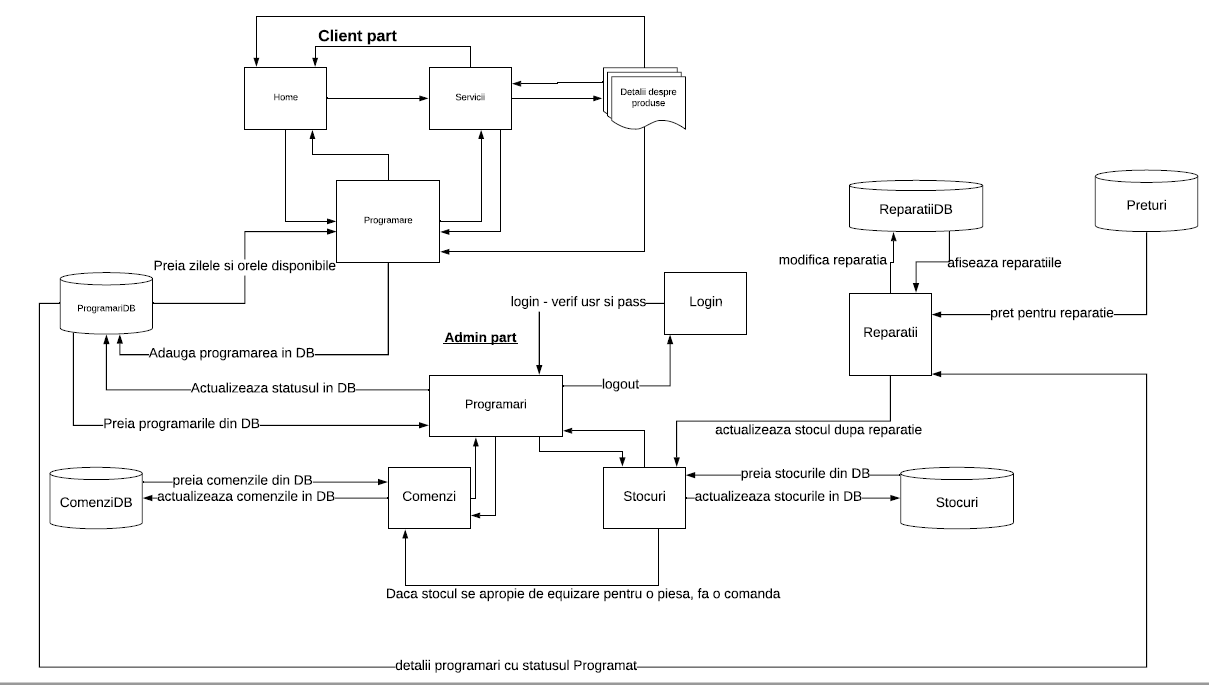 Client part
Home
Servicii
Detalii despre
produse
Programare
ReparatiiDB
Preturi
Preia zilele si orele disponibile
modifica reparatia
afiseaza reparatiile
ProgramariDB
login - verif usr si pass
Login
pret pentru reparatie
Reparatii
Admin part
Adauga programarea in DB
Actualizeaza statusul in DB
logout
Programari
Preia programarile din DB
actualizeaza stocul dupa reparatie
preia comenzile din DB
actualizeaza comenzile in DB
ComenziDB
Comenzi
Stocuri
preia stocurile din DB
actualizeaza stocurile in DB
Stocuri
Daca stocul se apropie de equizare pentru o piesa, fa o comanda
detalii programari cu statusul Programat